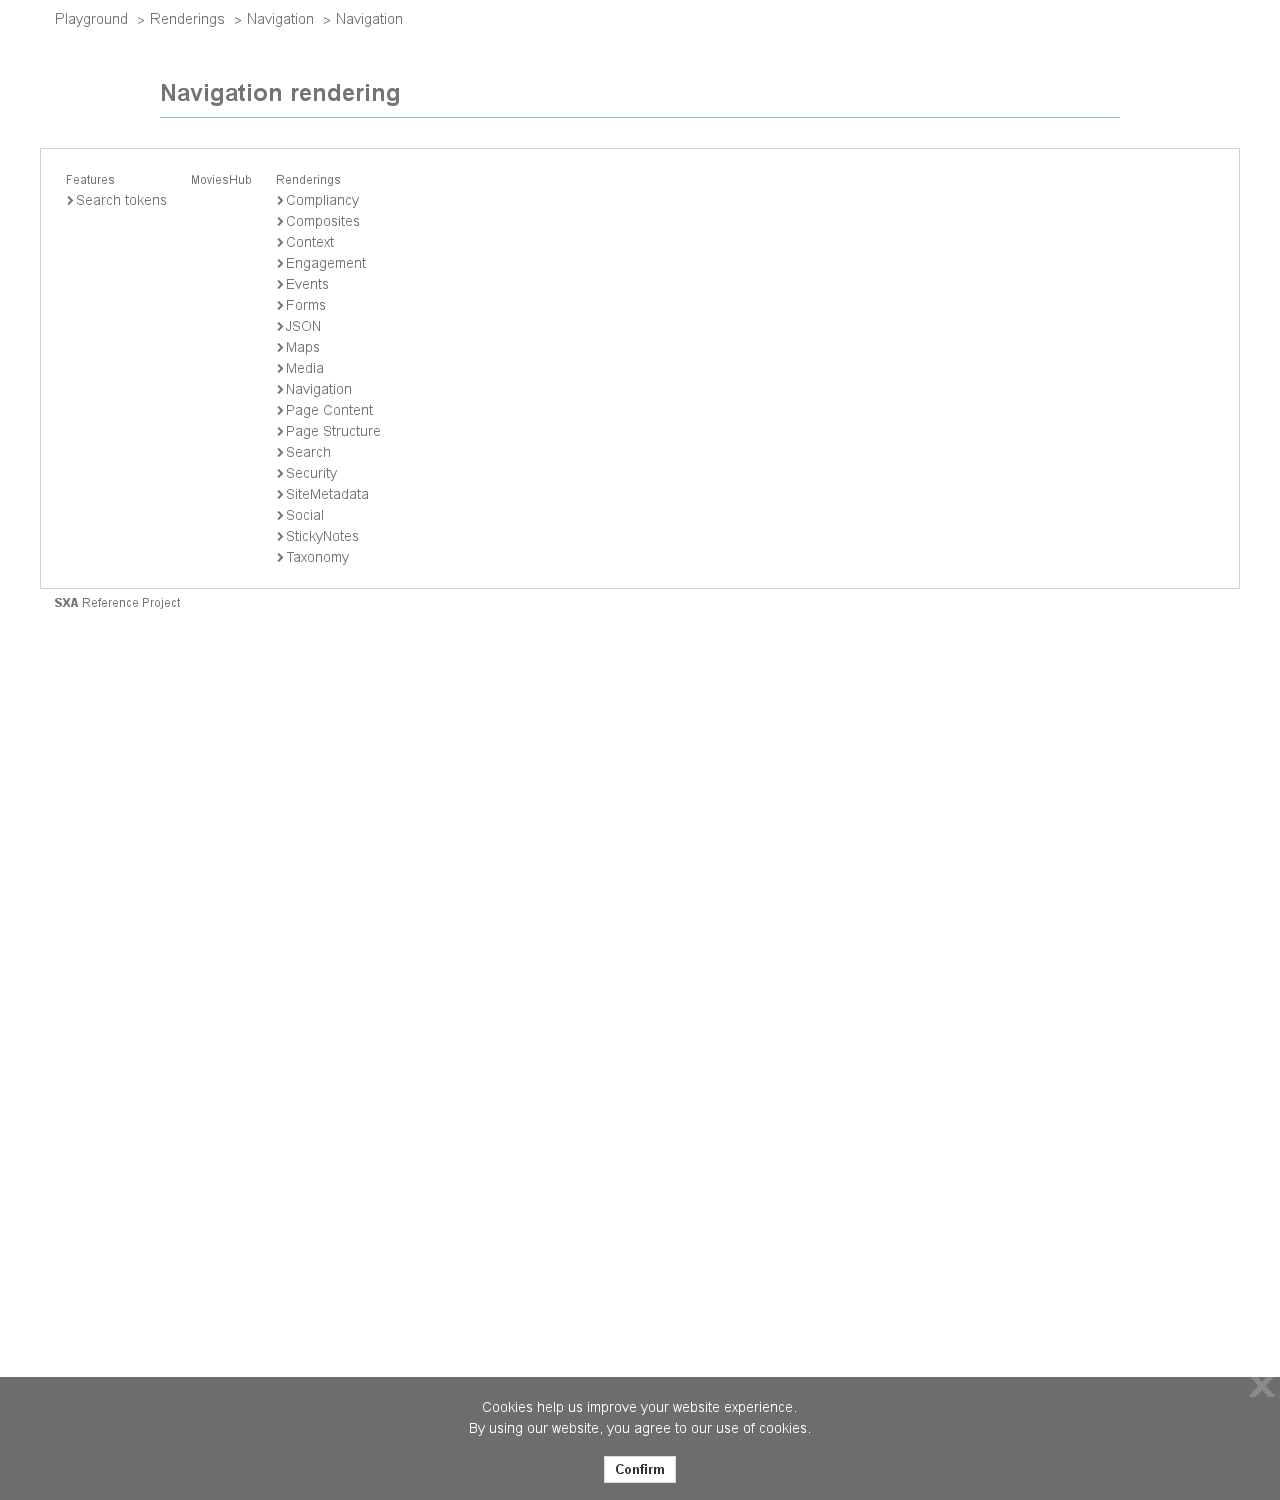 Playground > Renderings > Navigation > Navigation
Navigation rendering
Features
Search tokens
MoviesHub
Renderings
Compliancy
Composites
Context
Engagement
Events
Forms
JSON
Maps
Media
Navigation
Page Content
Page Structure
Search
Security
SiteMetadata
Social
StickyNotes
Taxonomy
SXA Reference Project
Cookies help us improve your website experience.
By using our website, you agree to our use of cookies.
Confirm